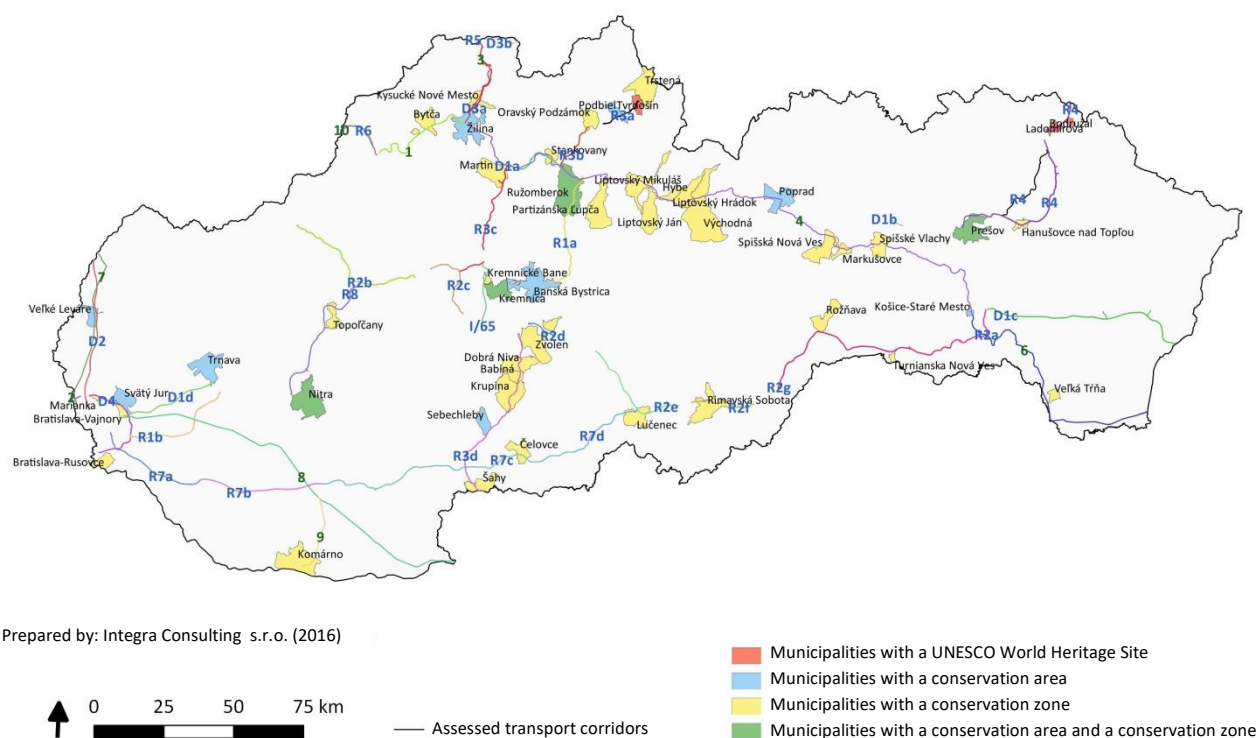 R5 D3b
3
Trstená
Kysucké Nové Mesto
D3a
Oravský Podzámok
Podbiel
Tvrdošín
R3a
Bytča
Žilina
10 R6
1
R4
Bodružal
Ladomirová
Stankovany
R3b
Martin
D1a
Ružomberok
Liptovský Mikuláš
Hybe
Poprad
Partizánska Ľupča
Liptovský Hrádok
R4
R4
Liptovský Ján
Východná
4
D1b
R3c
R1a
Spišská Nová Ves
Spišské Vlachy
Prešov
Hanušovce nad Topľou
Markušovce
7
Kremnické Bane
R2b
R2c
Banská Bystrica
R8
Kremnica
Veľké Leváre
Topoľčany
I/65
Rožňava
Košice-Staré Mesto
D1c
R2d
R2a
D2
Zvolen
6
Trnava
Dobrá Niva
Babiná
Turnianska Nová Ves
Krupina
R2g
Veľká Tŕňa
2
Svätý Jur
D1d
Nitra
Marianka
D4
Rimavská Sobota
R2f
R2e
Bratislava-Vajnory
Sebechleby
Lučenec
R1b
R7d
Čelovce
Bratislava-Rusovce
R3d
R7c
R7a
8
Šahy
R7b
9
Komárno
Prepared by: Integra Consulting s.r.o. (2016)
Municipalities with a UNESCO World Heritage Site
Municipalities with a conservation area
Municipalities with a conservation zone
Municipalities with a conservation area and a conservation zone
0 25 50 75 km
Assessed transport corridors